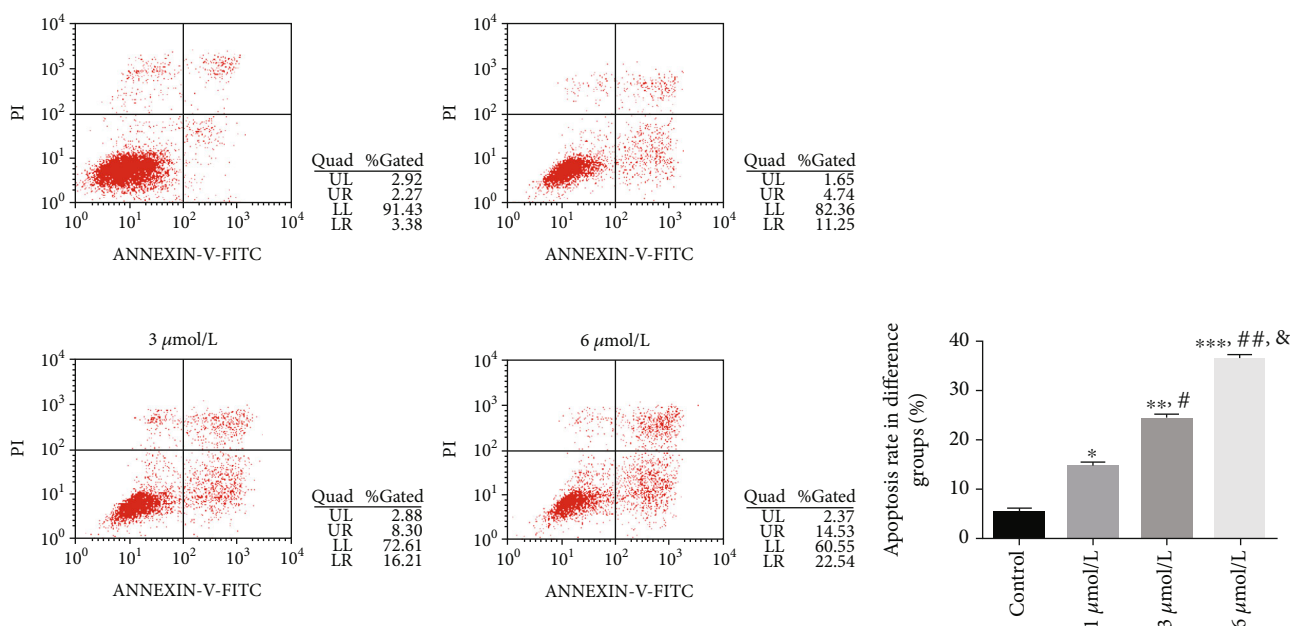 10⁴
10³
10²
10¹
10⁰
PI
10⁰ 10¹ 10² 10³ 10⁴
ANNEXIN-V-FITC
Quad %Gated
UL 2.92
UR 2.27
LL 91.43
LR 3.38
10⁴
10³
10²
10¹
10⁰
PI
10⁰ 10¹ 10² 10³ 10⁴
ANNEXIN-V-FITC
Quad %Gated
UL 1.65
UR 4.74
LL 82.36
LR 11.25
3 μmol/L
10⁴
10³
10²
10¹
10⁰
PI
10⁰ 10¹ 10² 10³ 10⁴
ANNEXIN-V-FITC
Quad %Gated
UL 2.88
UR 8.30
LL 72.61
LR 16.21
6 μmol/L
10⁴
10³
10²
10¹
10⁰
PI
10⁰ 10¹ 10² 10³ 10⁴
ANNEXIN-V-FITC
Quad %Gated
UL 2.37
UR 14.53
LL 60.55
LR 22.54
Apoptosis rate in difference
groups (%)
40
30
20
10
0
*
**, #
***, ##, &
Control
1 μmol/L
3 μmol/L
6 μmol/L